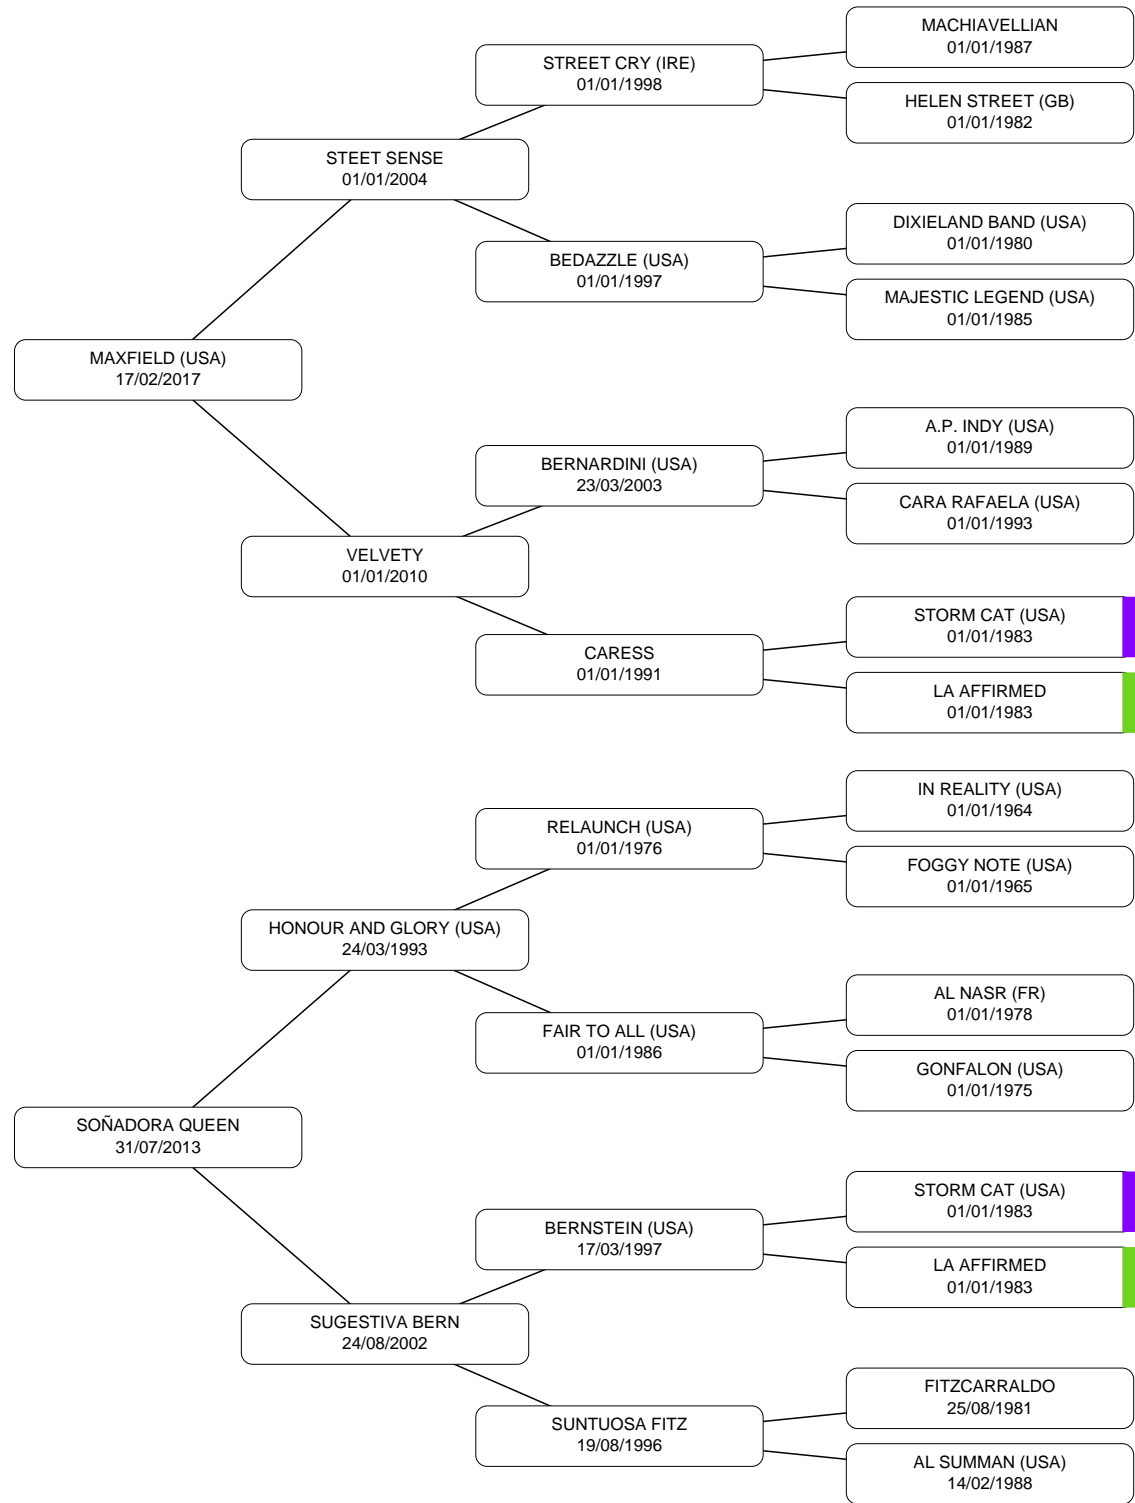 MACHIAVELLIAN
01/01/1987
STREET CRY (IRE)
01/01/1998
HELEN STREET (GB)
01/01/1982
STEET SENSE
01/01/2004
DIXIELAND BAND (USA)
01/01/1980
BEDAZZLE (USA)
01/01/1997
MAJESTIC LEGEND (USA)
01/01/1985
MAXFIELD (USA)
17/02/2017
A.P. INDY (USA)
01/01/1989
BERNARDINI (USA)
23/03/2003
CARA RAFAELA (USA)
01/01/1993
VELVETY
01/01/2010
STORM CAT (USA)
01/01/1983
CARESS
01/01/1991
LA AFFIRMED
01/01/1983
IN REALITY (USA)
01/01/1964
RELAUNCH (USA)
01/01/1976
FOGGY NOTE (USA)
01/01/1965
HONOUR AND GLORY (USA)
24/03/1993
AL NASR (FR)
01/01/1978
FAIR TO ALL (USA)
01/01/1986
GONFALON (USA)
01/01/1975
SOÑADORA QUEEN
31/07/2013
STORM CAT (USA)
01/01/1983
BERNSTEIN (USA)
17/03/1997
LA AFFIRMED
01/01/1983
SUGESTIVA BERN
24/08/2002
FITZCARRALDO
25/08/1981
SUNTUOSA FITZ
19/08/1996
AL SUMMAN (USA)
14/02/1988